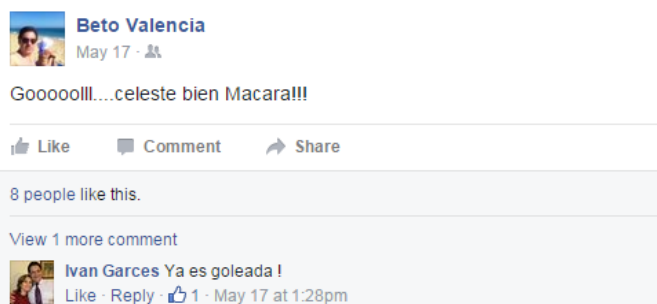 Beto Valencia
May 17 ·
Gooooolll....celeste bien Macara!!!
Like Comment Share
8 people like this.
View 1 more comment
Ivan Garces Ya es goleada !
Like · Reply · 1 · May 17 at 1:28pm